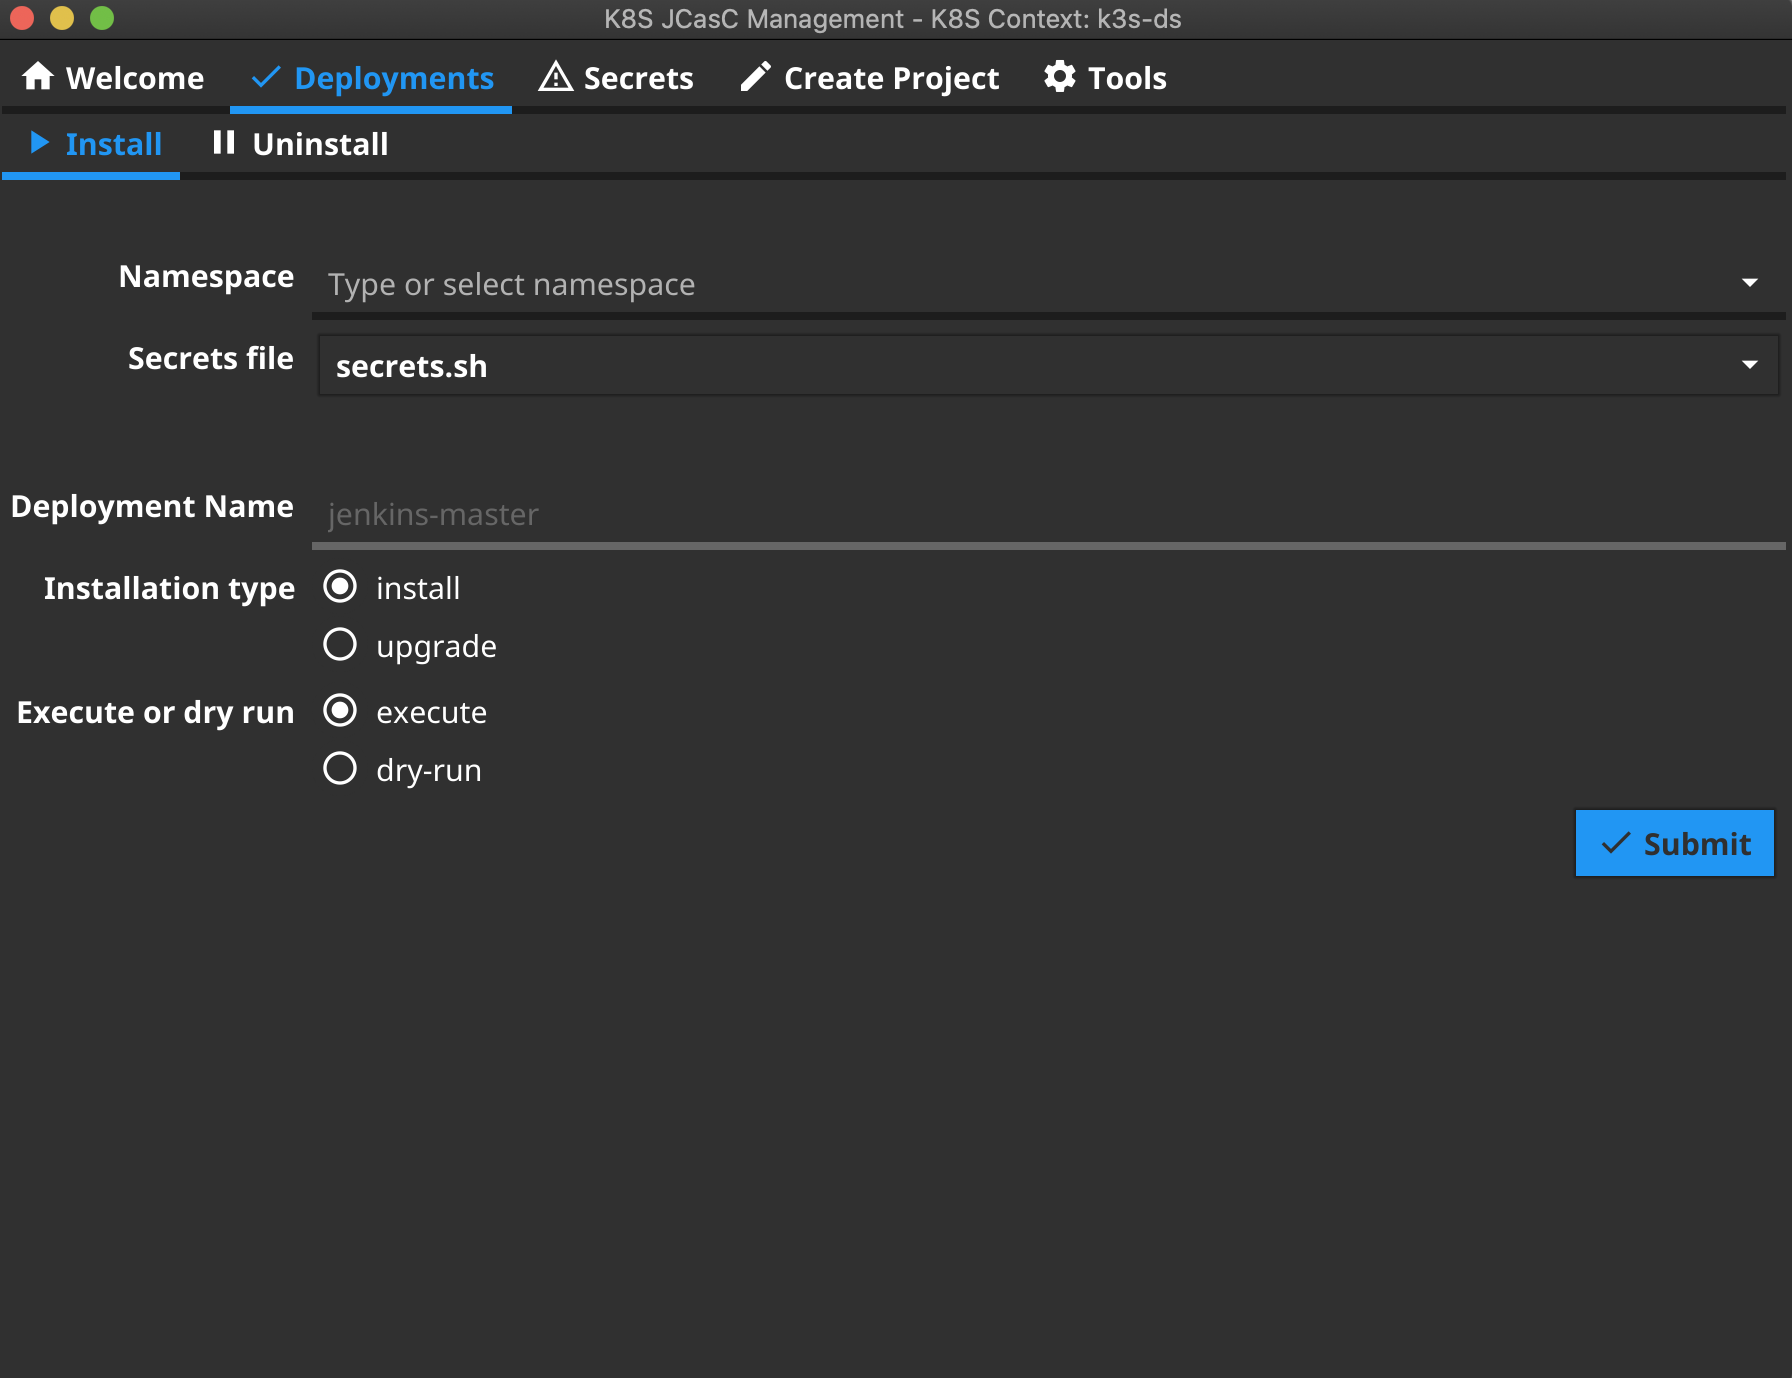 K8S JCasC Management - K8S Context: k3s-ds
Welcome Deployments Secrets Create Project Tools
Install Uninstall
Namespace Type or select namespace
Secrets file secrets.sh
Deployment Name jenkins-master
Installation type install
upgrade
Execute or dry run execute
dry-run
Submit